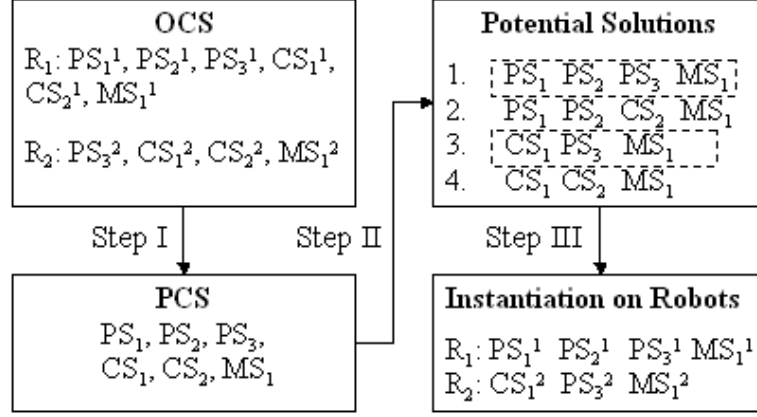 OCS
R₁: PS₁¹, PS₂¹, PS₃¹, CS₁¹,
CS₂¹, MS₁¹
R₂: PS₃², CS₁², CS₂², MS₁²
Potential Solutions
1. PS₁ PS₂ PS₃ MS₁
2. PS₁ PS₂ CS₂ MS₁
3. CS₁ PS₃ MS₁
4. CS₁ CS₂ MS₁
Step I
Step II
Step III
PCS
PS₁, PS₂, PS₃,
CS₁, CS₂, MS₁
Instantiation on Robots
R₁: PS₁¹ PS₂¹ PS₃¹ MS₁¹
R₂: CS₁² PS₃² MS₁²